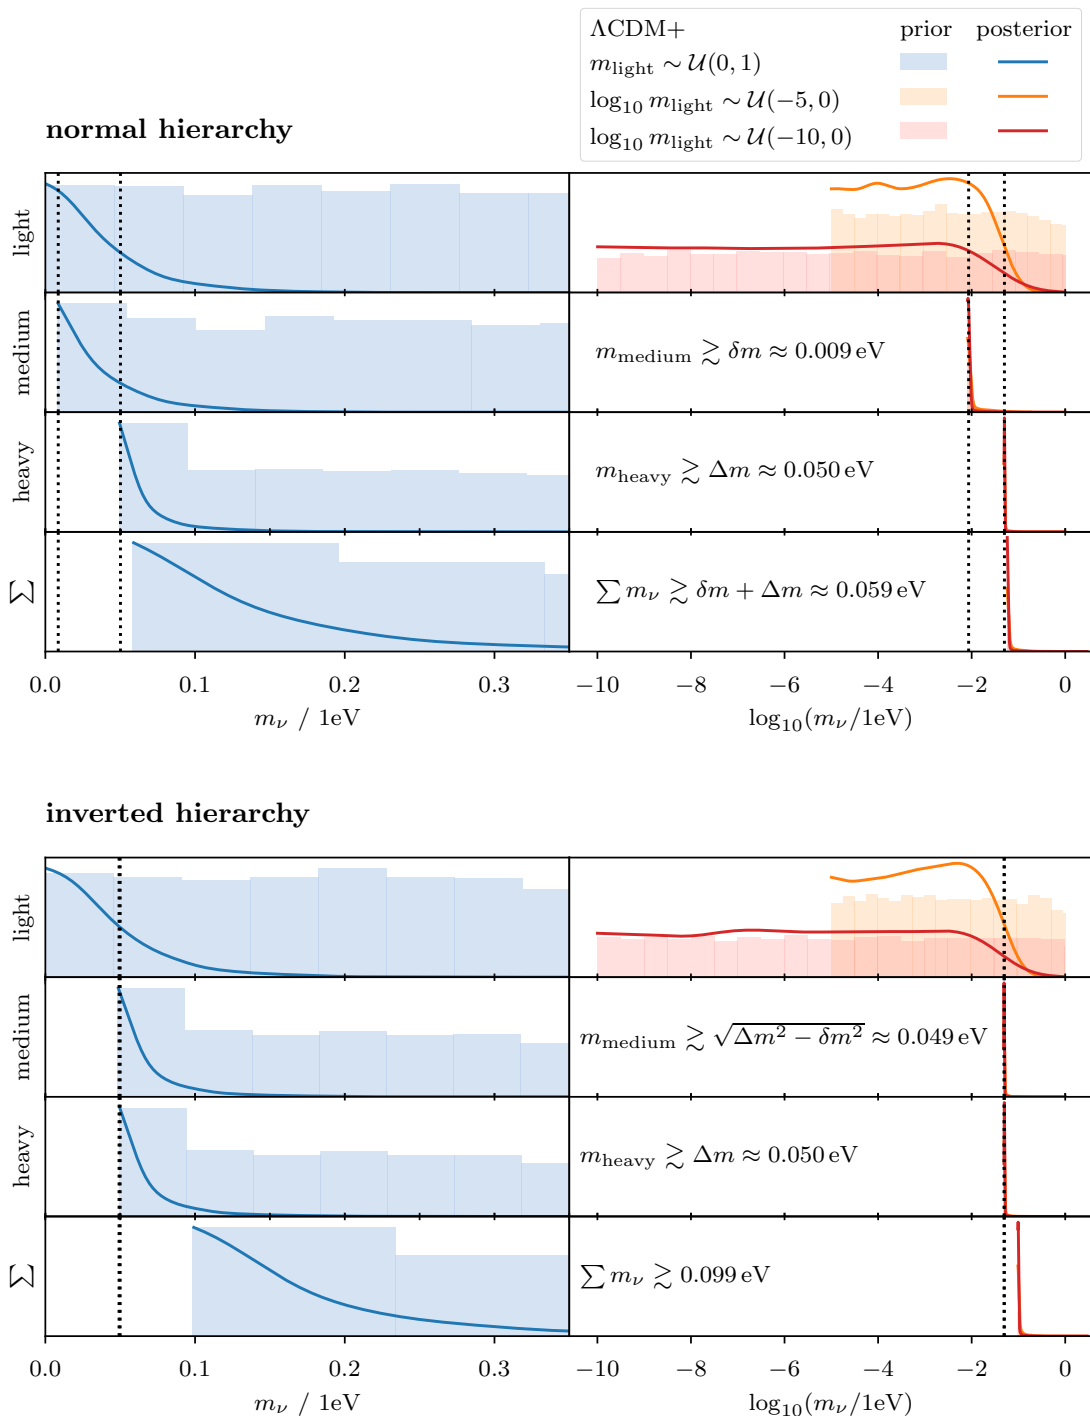 ΛCDM+ prior posterior
m_light ∼ 𝒰(0, 1)
log₁₀ m_light ∼ 𝒰(−5, 0)
log₁₀ m_light ∼ 𝒰(−10, 0)
normal hierarchy
light
medium
m_medium ≳ δm ≈ 0.009 eV
heavy
m_heavy ≳ Δm ≈ 0.050 eV
∑
∑ m_ν ≳ δm + Δm ≈ 0.059 eV
0.0 0.1 0.2 0.3 −10 −8 −6 −4 −2 0
m_ν / 1eV log₁₀(m_ν/1eV)
inverted hierarchy
light
medium
m_medium ≳ √(Δm² − δm²) ≈ 0.049 eV
heavy
m_heavy ≳ Δm ≈ 0.050 eV
∑
∑ m_ν ≳ 0.099 eV
0.0 0.1 0.2 0.3 −10 −8 −6 −4 −2 0
m_ν / 1eV log₁₀(m_ν/1eV)